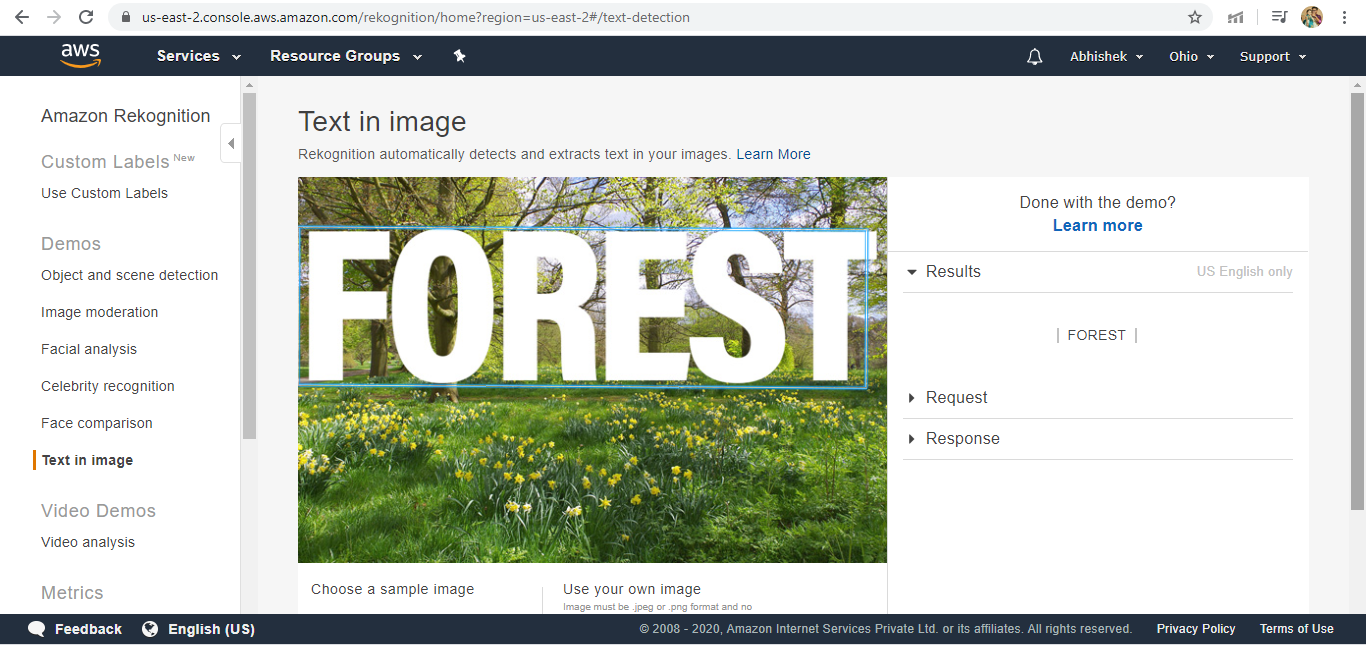 us-east-2.console.aws.amazon.com/rekognition/home?region=us-east-2#/text-detection
aws Services Resource Groups Abhishek Ohio Support
Amazon Rekognition
Custom Labels New
Use Custom Labels
Demos
Object and scene detection
Image moderation
Facial analysis
Celebrity recognition
Face comparison
Text in image
Video Demos
Video analysis
Metrics
Text in image
Rekognition automatically detects and extracts text in your images. Learn More
FOREST
Choose a sample image
Use your own image
Image must be .jpeg or .png format and no
Done with the demo?
Learn more
Results US English only
| FOREST |
Request
Response
Feedback English (US) © 2008 - 2020, Amazon Internet Services Private Ltd. or its affiliates. All rights reserved. Privacy Policy Terms of Use